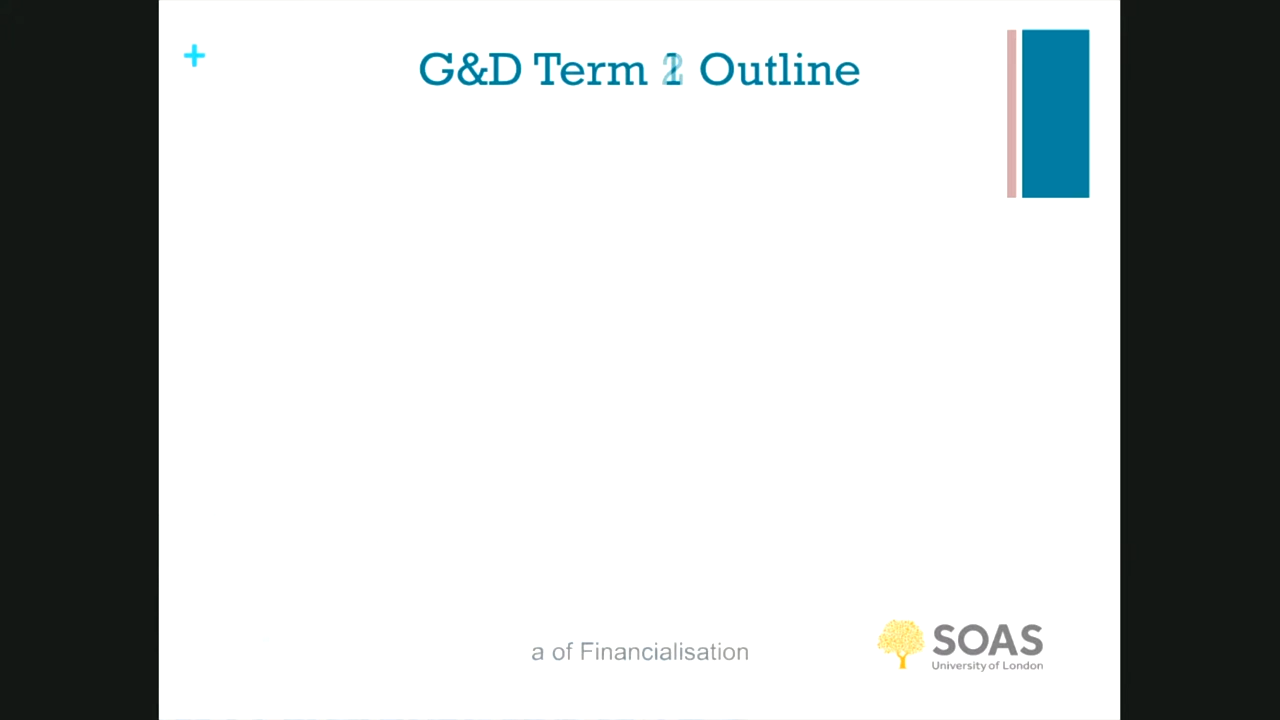 +
G&D Term Outline
a of Financialisation
SOAS
University of London